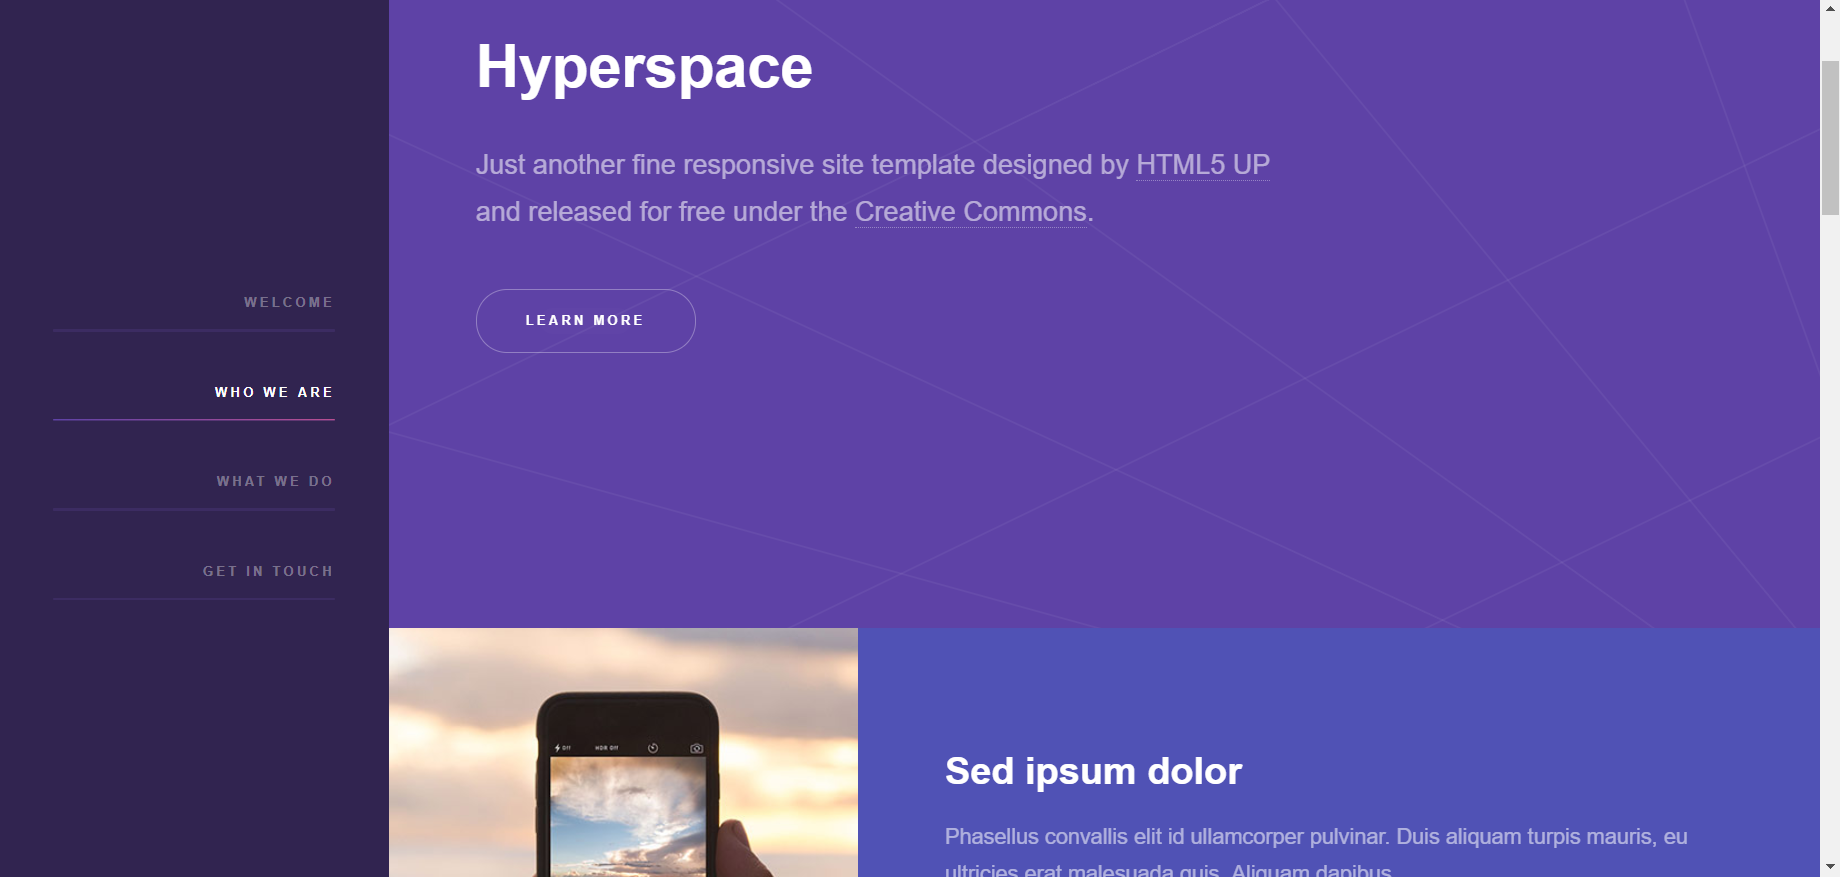 WELCOME
WHO WE ARE
WHAT WE DO
GET IN TOUCH
Hyperspace
Just another fine responsive site template designed by HTML5 UP
and released for free under the Creative Commons.
LEARN MORE
Off HDR Off
Sed ipsum dolor
Phasellus convallis elit id ullamcorper pulvinar. Duis aliquam turpis mauris, eu
ultricies erat malesuada quis. Aliquam dapibus